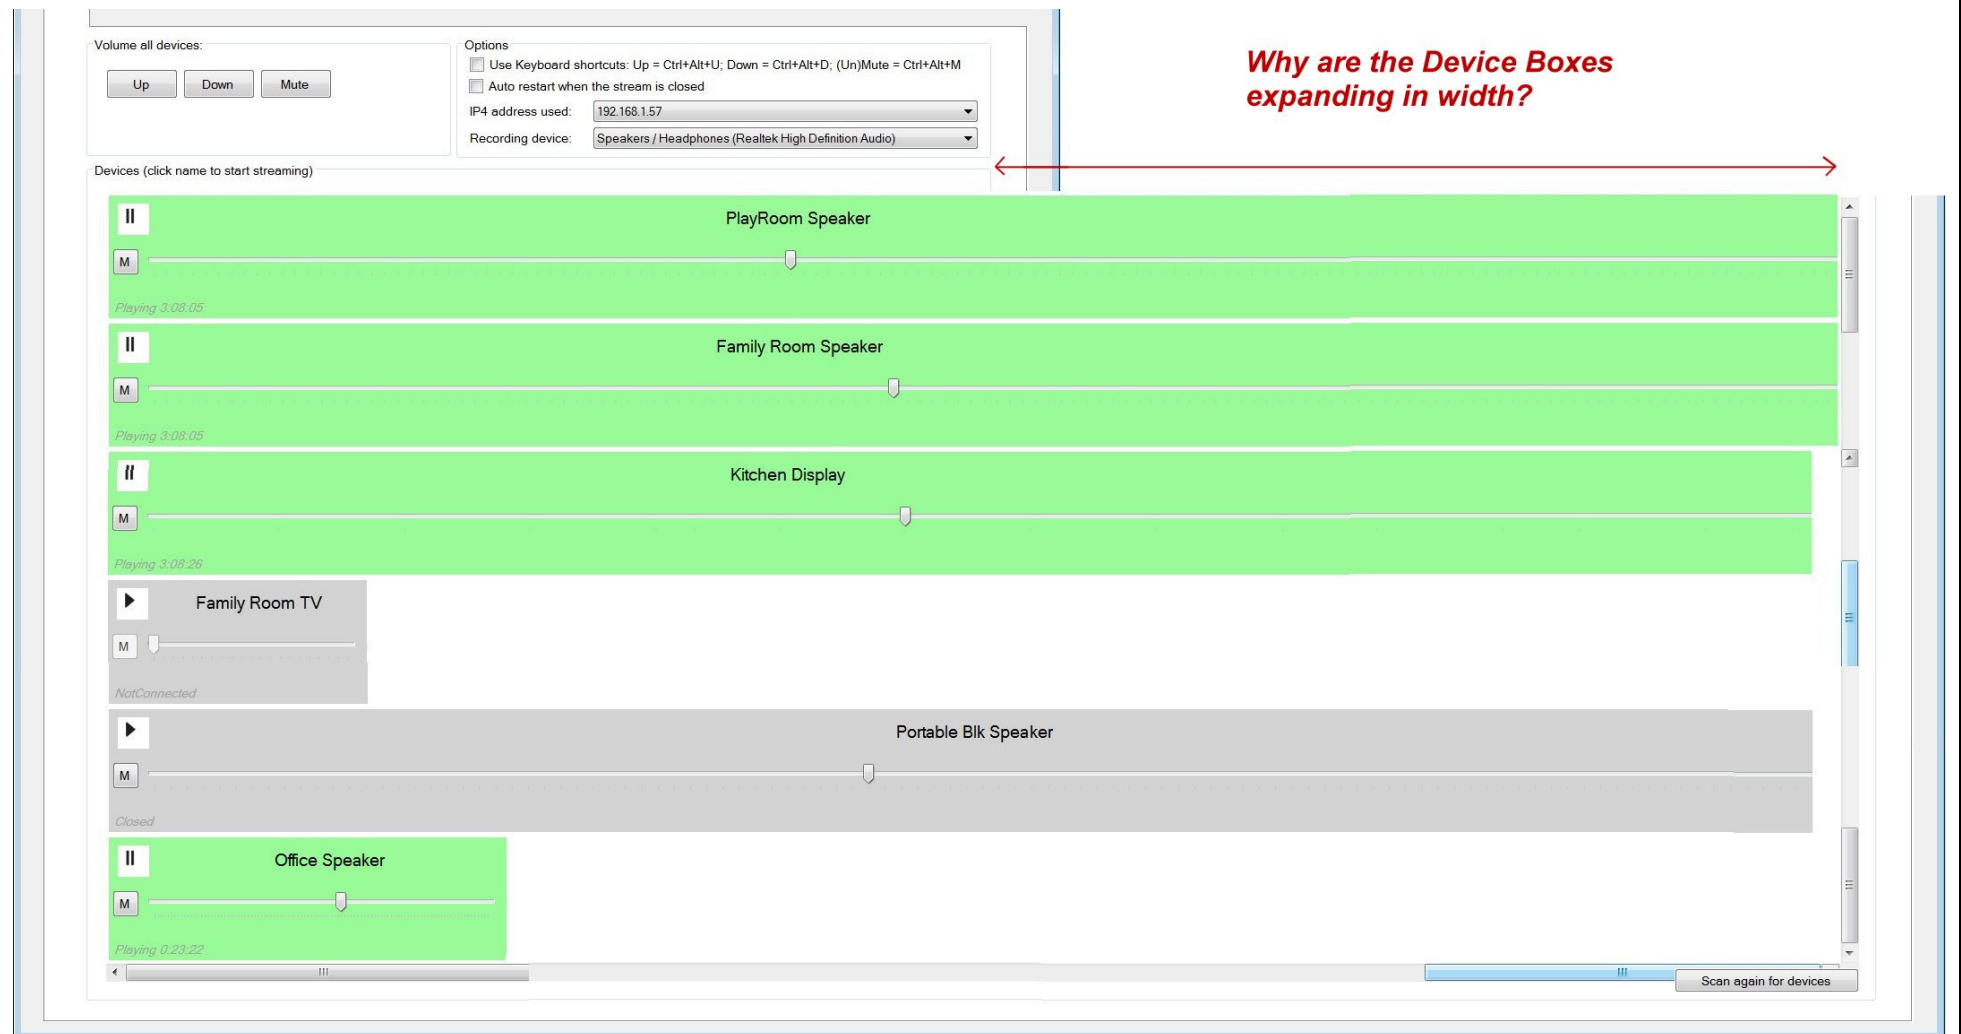 Volume all devices:
Up
Down
Mute
Options
Use Keyboard shortcuts: Up = Ctrl+Alt+U; Down = Ctrl+Alt+D; (Un)Mute = Ctrl+Alt+M
Auto restart when the stream is closed
IP4 address used:
192.168.1.57
Recording device:
Speakers / Headphones (Realtek High Definition Audio)
Why are the Device Boxes
expanding in width?
Devices (click name to start streaming)
PlayRoom Speaker
M
Playing 3:08:05
Family Room Speaker
M
Playing 3:08:05
Kitchen Display
M
Playing 3:08:26
Family Room TV
M
NotConnected
Portable Blk Speaker
M
Closed
Office Speaker
M
Playing 0:23:22
Scan again for devices